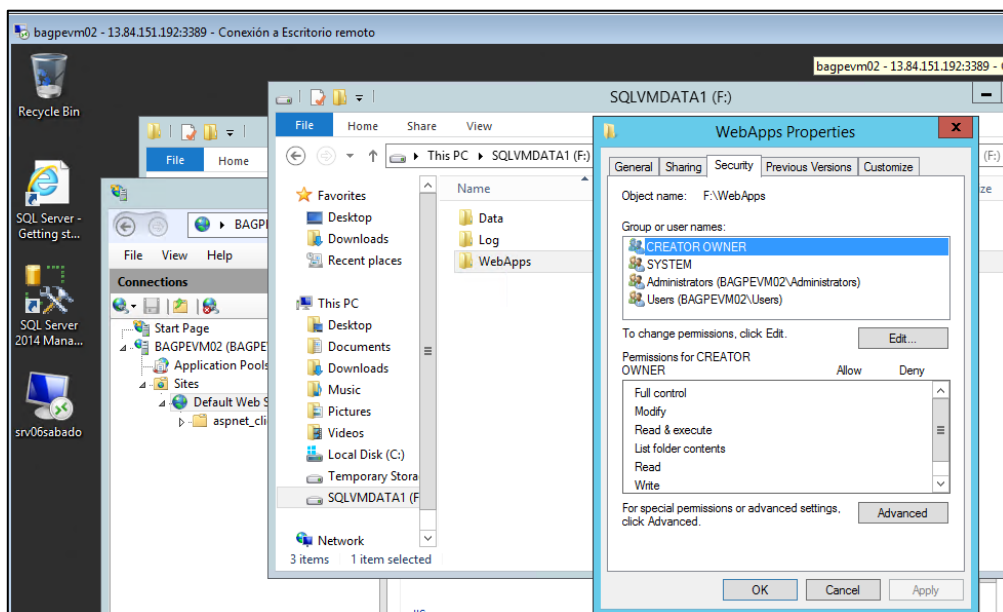 bagpevm02 - 13.84.151.192:3389 - Conexión a Escritorio remoto
bagpevm02 - 13.84.151.192:3389 -
Recycle Bin
SQL Server -
Getting st...
SQL Server
2014 Mana...
srv06sabado
File Home
BAGPE
File View Help
Connections
Start Page
BAGPEVM02 (BAGPE
Application Pools
Sites
Default Web S
aspnet_cli
SQLVMDATA1 (F:)
File Home Share View
This PC SQLVMDATA1 (F:)
(F:)
Favorites
Desktop
Downloads
Recent places
This PC
Desktop
Documents
Downloads
Music
Pictures
Videos
Local Disk (C:)
Temporary Stora
SQLVMDATA1 (F
Network
Name
Data
Log
WebApps
3 items 1 item selected
WebApps Properties
General Sharing Security Previous Versions Customize
Object name: F:\WebApps
Group or user names:
CREATOR OWNER
SYSTEM
Administrators (BAGPEVM02\Administrators)
Users (BAGPEVM02\Users)
To change permissions, click Edit.
Edit...
Permissions for CREATOR
OWNER Allow Deny
Full control
Modify
Read & execute
List folder contents
Read
Write
For special permissions or advanced settings,
click Advanced.
Advanced
OK Cancel Apply